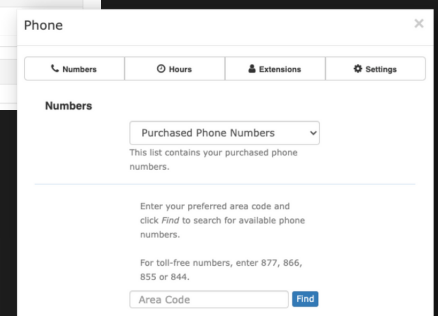 Phone
×
Numbers
Hours
Extensions
Settings
Numbers
Purchased Phone Numbers
This list contains your purchased phone
numbers.
Enter your preferred area code and
click Find to search for available phone
numbers.
For toll-free numbers, enter 877, 866,
855 or 844.
Area Code
Find